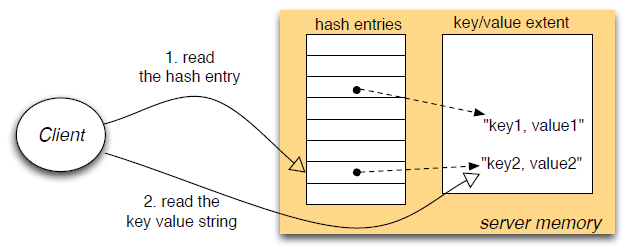 hash entries
key/value extent
1. read
the hash entry
Client
"key1, value1"
"key2, value2"
2. read the
key value string
server memory